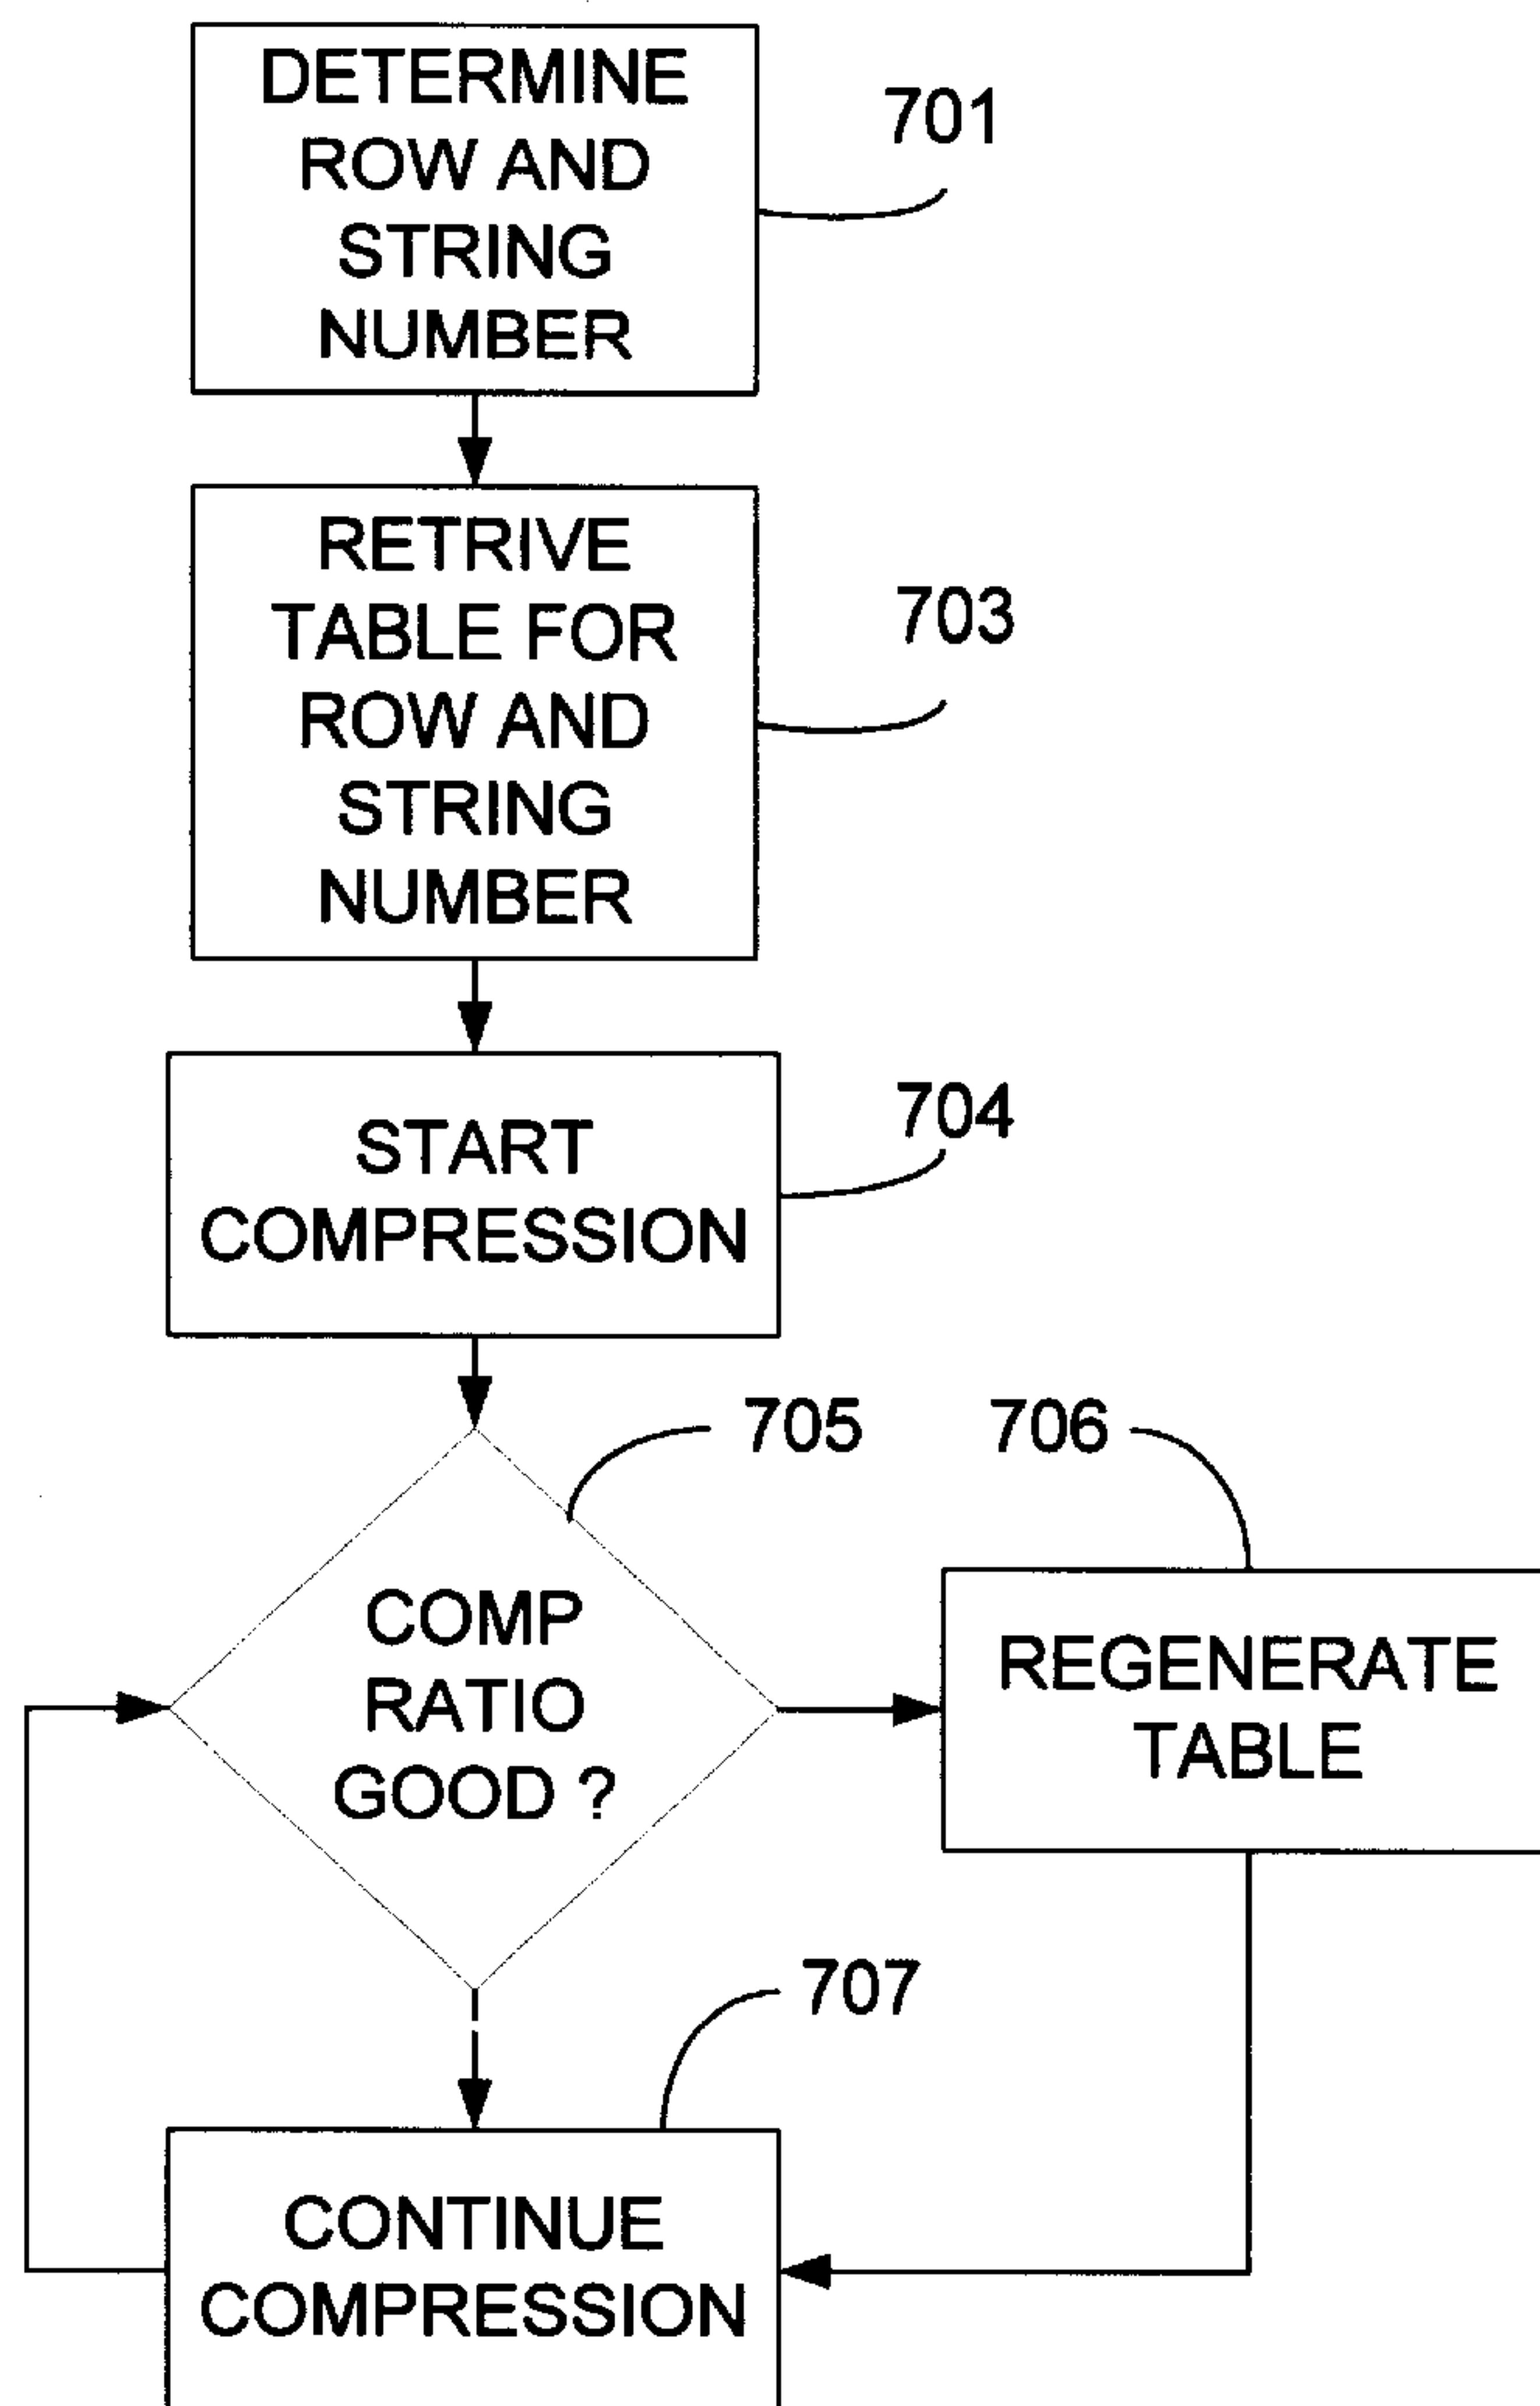 DETERMINE
ROW AND
STRING
NUMBER
701
RETRIVE
TABLE FOR
ROW AND
STRING
NUMBER
703
START
COMPRESSION
704
705
706
COMP
RATIO
GOOD ?
REGENERATE
TABLE
707
CONTINUE
COMPRESSION